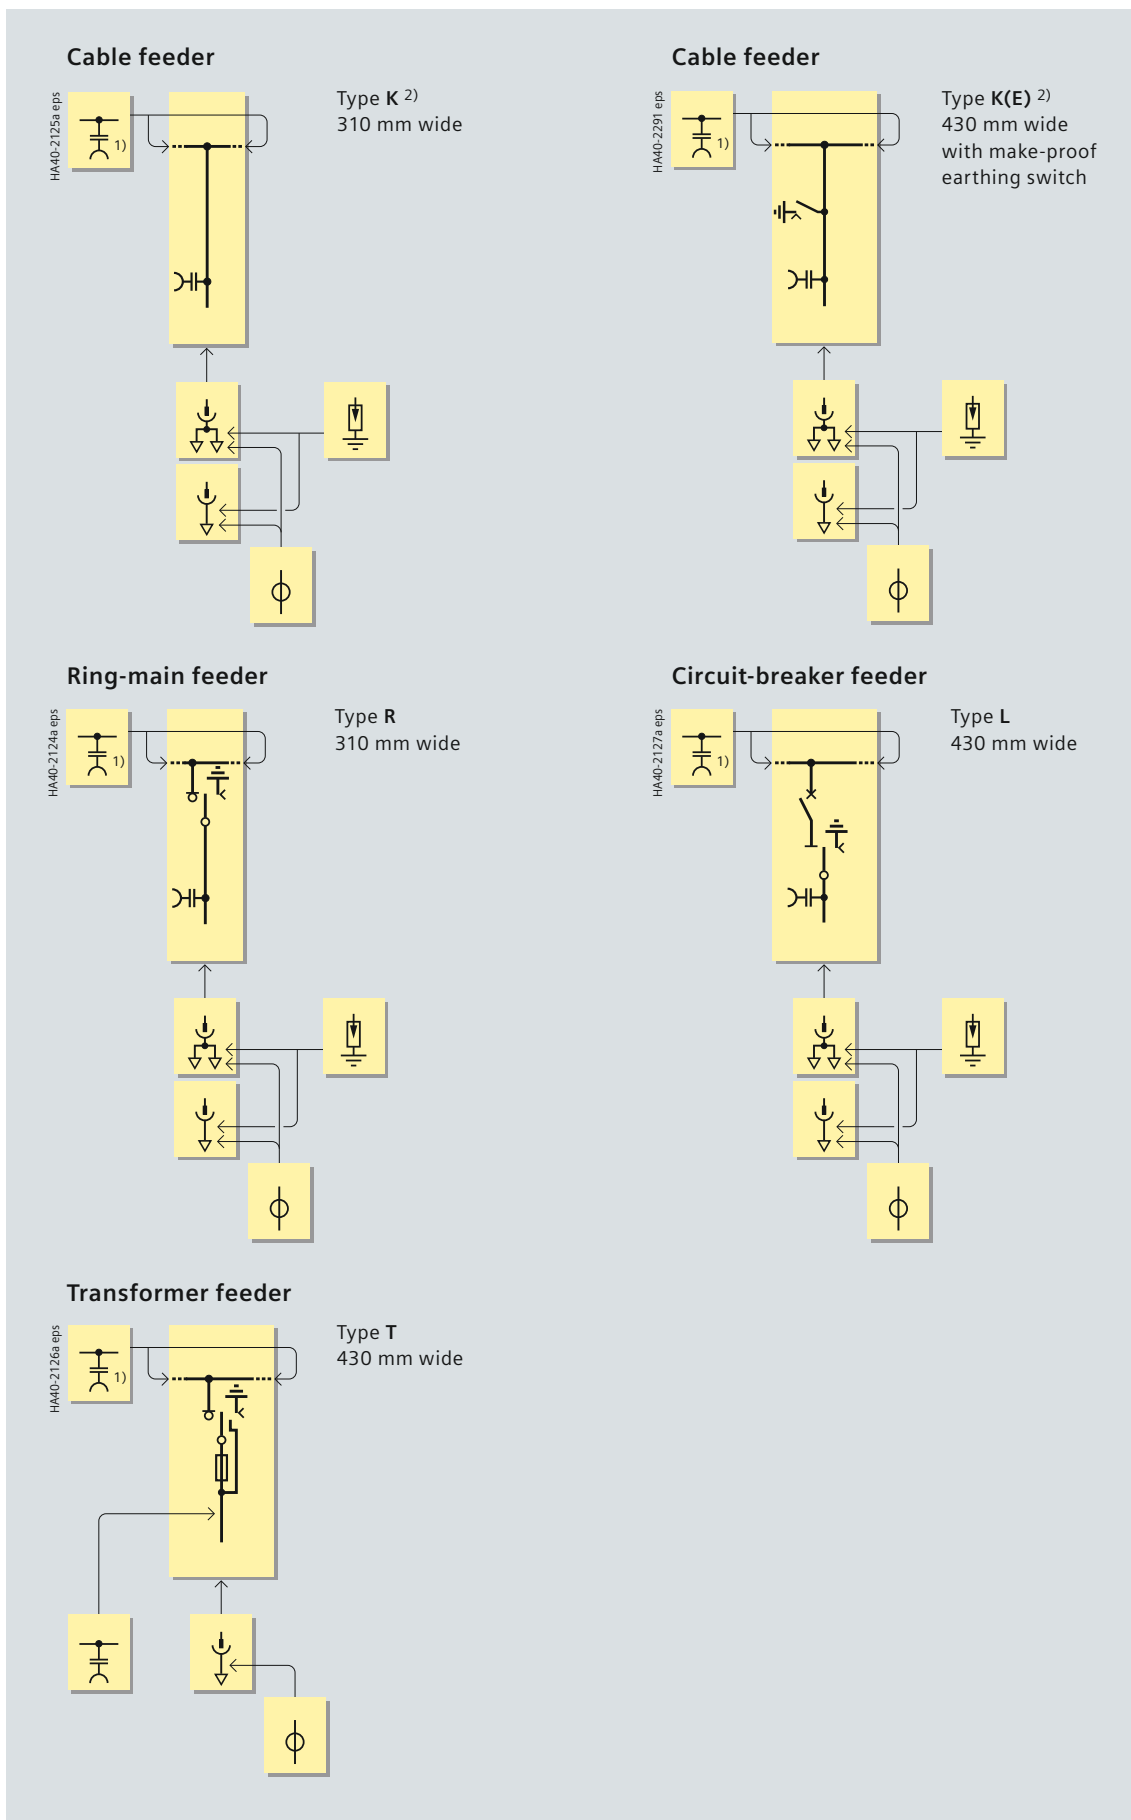 Cable feeder
HA40-2125a eps
1)
Type K 2)
310 mm wide
Cable feeder
HA40-2291 eps
1)
Type K(E) 2)
430 mm wide
with make-proof
earthing switch
Ring-main feeder
HA40-2124a eps
1)
Type R
310 mm wide
Circuit-breaker feeder
HA40-2127a eps
1)
Type L
430 mm wide
Transformer feeder
HA40-2126a eps
1)
Type T
430 mm wide